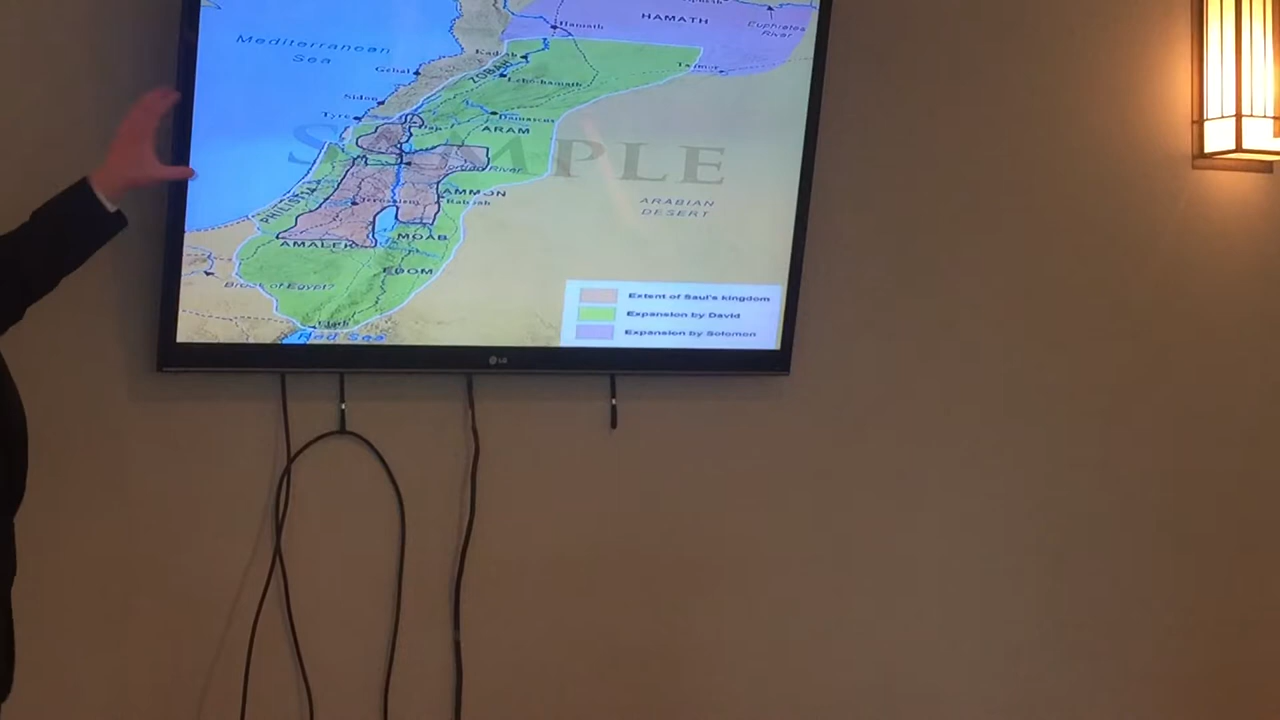 HAMATH
Euphrates
River
Hamath
Mediterranean
Sea
Gebal
ZOBAH
Lebo-hamath
Sidon
Tyre
Damascus
ARAM
SAMPLE
Jordan River
AMMON
Rabbah
PHILISTIA
Jerusalem
ARABIAN
DESERT
AMALEK
MOAB
EDOM
Brook of Egypt?
Elath
Red Sea
Extent of Saul's kingdom
Expansion by David
Expansion by Solomon
LG